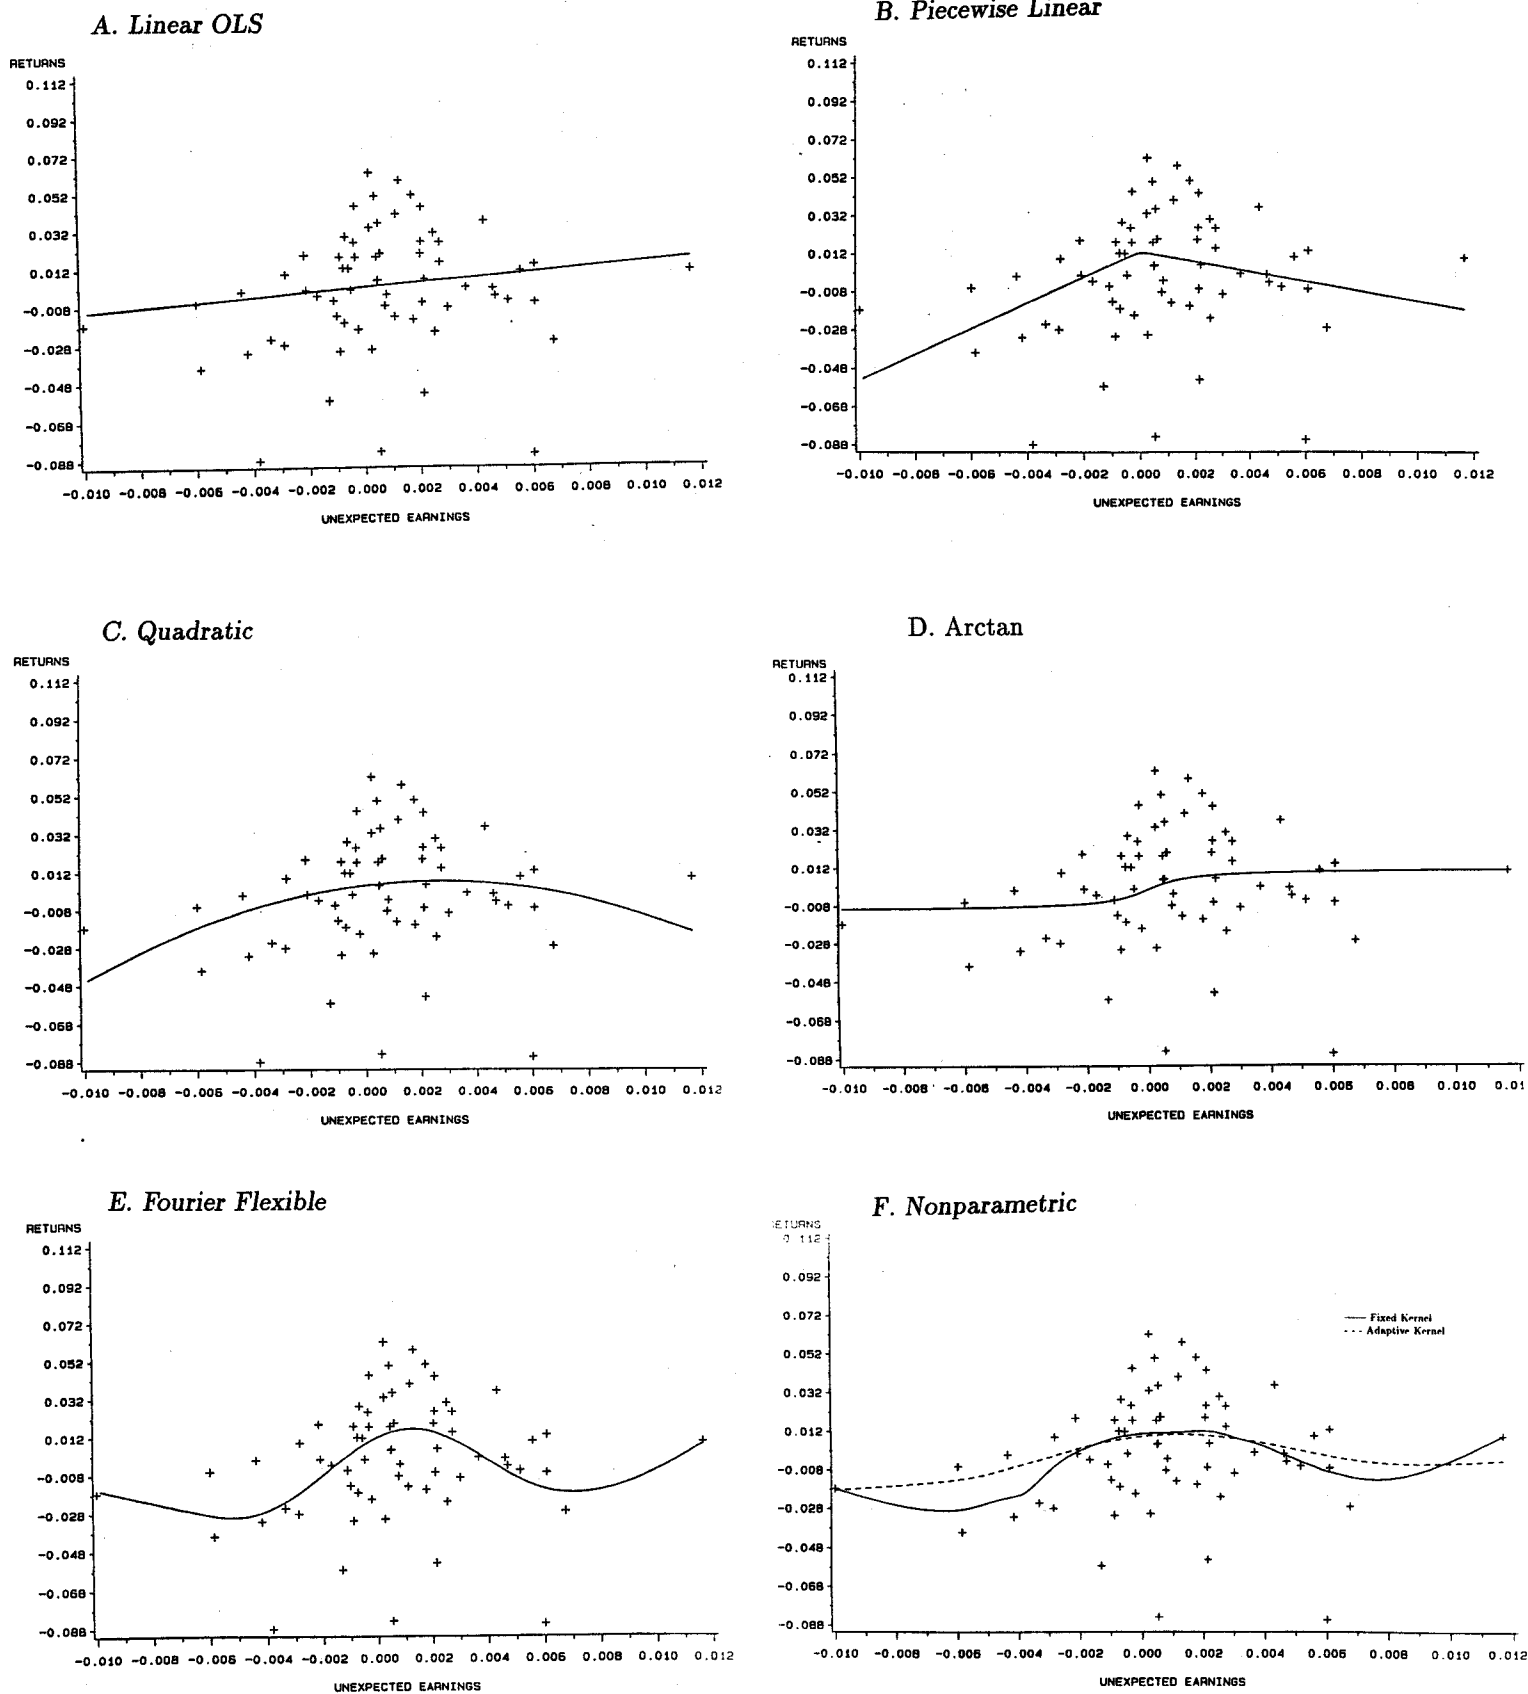 A. Linear OLS
RETURNS
0.112
0.092
0.072
0.052
0.032
0.012
-0.008
-0.028
-0.048
-0.068
-0.088
-0.010 -0.008 -0.006 -0.004 -0.002 0.000 0.002 0.004 0.006 0.008 0.010 0.012
UNEXPECTED EARNINGS
B. Piecewise Linear
RETURNS
0.112
0.092
0.072
0.052
0.032
0.012
-0.008
-0.028
-0.048
-0.068
-0.088
-0.010 -0.008 -0.006 -0.004 -0.002 0.000 0.002 0.004 0.006 0.008 0.010 0.012
UNEXPECTED EARNINGS
C. Quadratic
RETURNS
0.112
0.092
0.072
0.052
0.032
0.012
-0.008
-0.028
-0.048
-0.068
-0.088
-0.010 -0.008 -0.006 -0.004 -0.002 0.000 0.002 0.004 0.006 0.008 0.010 0.012
UNEXPECTED EARNINGS
D. Arctan
RETURNS
0.112
0.092
0.072
0.052
0.032
0.012
-0.008
-0.028
-0.048
-0.068
-0.088
-0.010 -0.008 -0.006 -0.004 -0.002 0.000 0.002 0.004 0.006 0.008 0.010 0.012
UNEXPECTED EARNINGS
E. Fourier Flexible
RETURNS
0.112
0.092
0.072
0.052
0.032
0.012
-0.008
-0.028
-0.048
-0.068
-0.088
-0.010 -0.008 -0.006 -0.004 -0.002 0.000 0.002 0.004 0.006 0.008 0.010 0.012
UNEXPECTED EARNINGS
F. Nonparametric
ETURNS
0.112
0.092
0.072
0.052
0.032
0.012
-0.008
-0.028
-0.048
-0.068
-0.088
Fixed Kernel
Adaptive Kernel
-0.010 -0.008 -0.006 -0.004 -0.002 0.000 0.002 0.004 0.006 0.008 0.010 0.012
UNEXPECTED EARNINGS